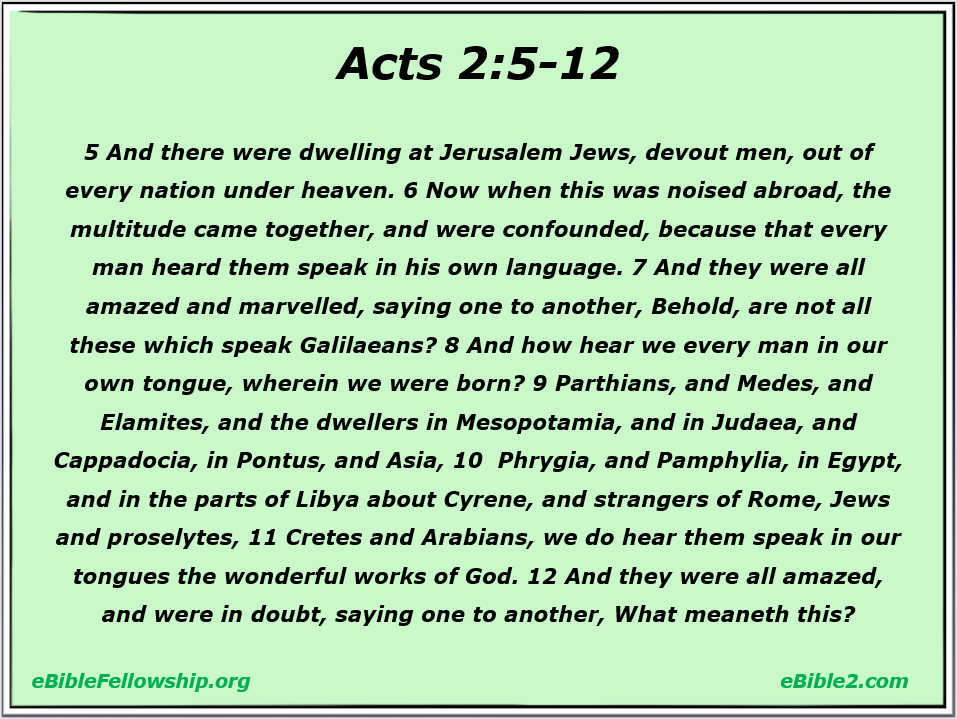 Acts 2:5-12
5 And there were dwelling at Jerusalem Jews, devout men, out of
every nation under heaven. 6 Now when this was noised abroad, the
multitude came together, and were confounded, because that every
man heard them speak in his own language. 7 And they were all
amazed and marvelled, saying one to another, Behold, are not all
these which speak Galilaeans? 8 And how hear we every man in our
own tongue, wherein we were born? 9 Parthians, and Medes, and
Elamites, and the dwellers in Mesopotamia, and in Judaea, and
Cappadocia, in Pontus, and Asia, 10  Phrygia, and Pamphylia, in Egypt,
and in the parts of Libya about Cyrene, and strangers of Rome, Jews
and proselytes, 11 Cretes and Arabians, we do hear them speak in our
tongues the wonderful works of God. 12 And they were all amazed,
and were in doubt, saying one to another, What meaneth this?
eBibleFellowship.org
eBible2.com